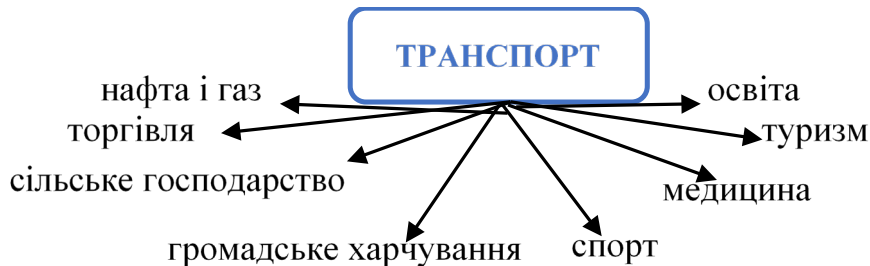 ТРАНСПОРТ
нафта і газ
освіта
торгівля
туризм
сільське господарство
медицина
громадське харчування
спорт